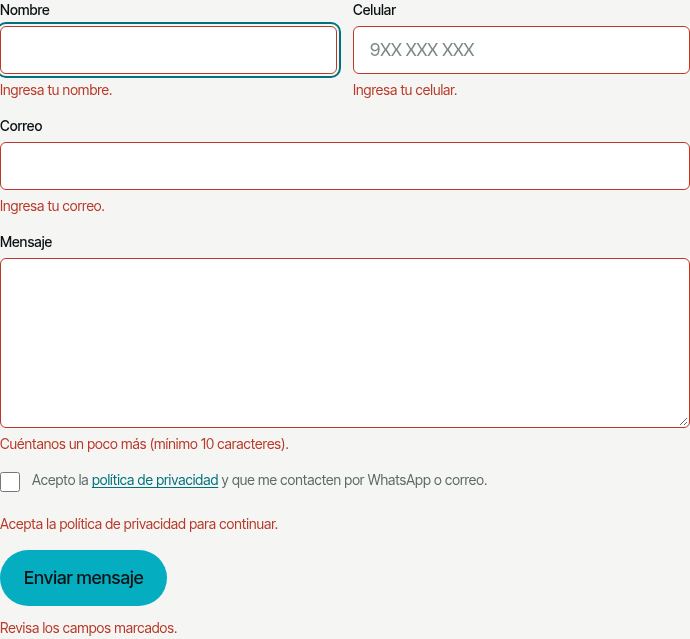 Nombre
Celular
9XX XXX XXX
Ingresa tu nombre.
Ingresa tu celular.
Correo
Ingresa tu correo.
Mensaje
Cuéntanos un poco más (mínimo 10 caracteres).
Acepto la política de privacidad y que me contacten por WhatsApp o correo.
Acepta la política de privacidad para continuar.
Enviar mensaje
Revisa los campos marcados.